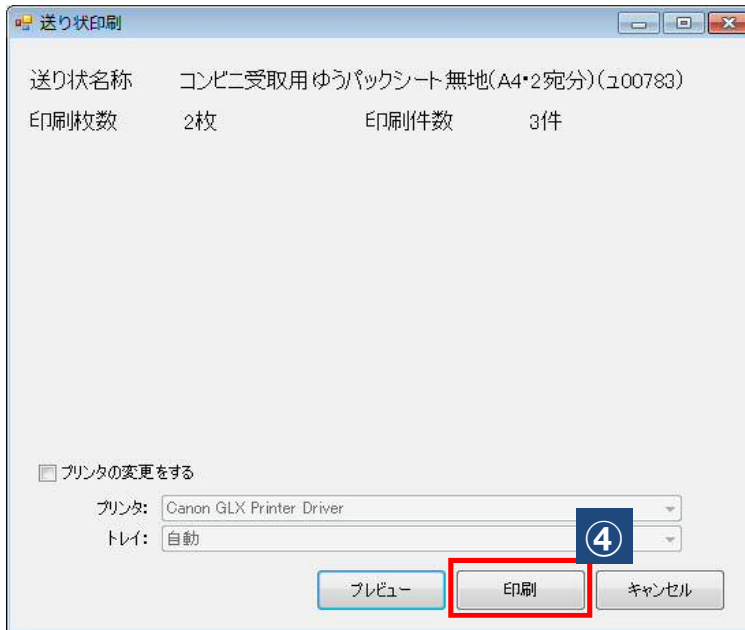 送り状印刷
送り状名称 コンビニ受取用ゆうパックシート無地(A4・2宛分)(ュ00783)
印刷枚数 2枚 印刷件数 3件
プリンタの変更をする
プリンタ: Canon GLX Printer Driver
トレイ: 自動
④
プレビュー 印刷 キャンセル